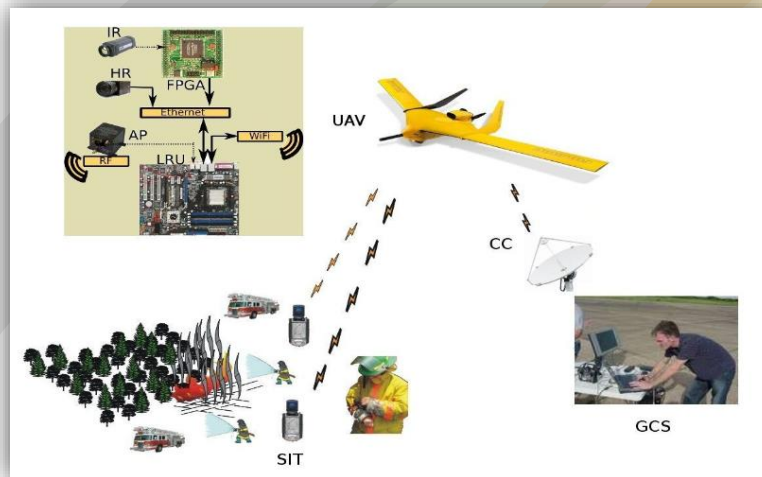 IR
HR
FPGA
Ethernet
AP
WiFi
RF
LRU
UAV
CC
GCS
SIT